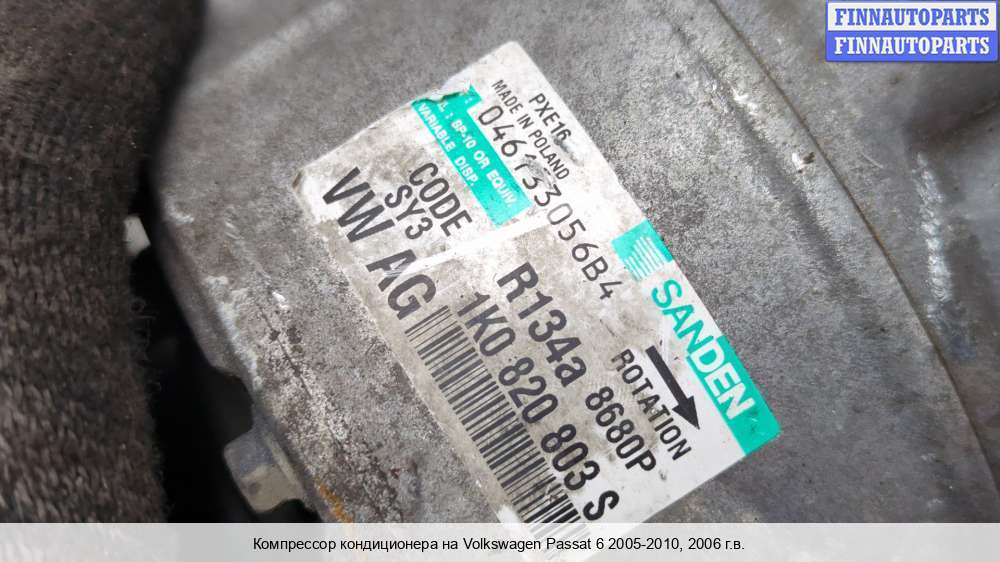 FINNAUTOPARTS
FINNAUTOPARTS
SANDEN
PXE16
MADE IN POLAND
046133056B4
SP-10 OR EQUIV.
VARIABLE DISP.
ROTATION
CODE
SY3
R134a 8680P
VW AG
1K0 820 803 S
Компрессор кондиционера на Volkswagen Passat 6 2005-2010, 2006 г.в.